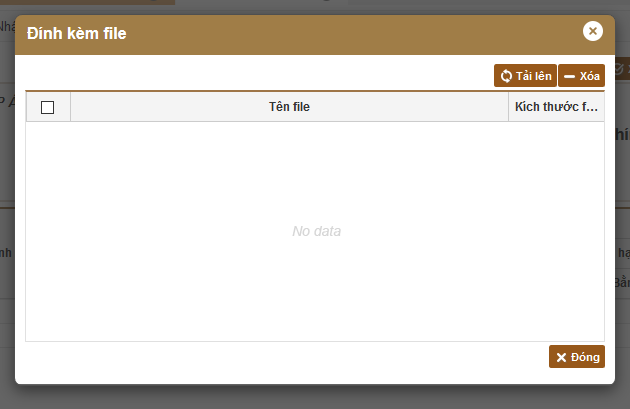 Đính kèm file
Tải lên
Xóa
Tên file
Kích thước f...
No data
Đóng